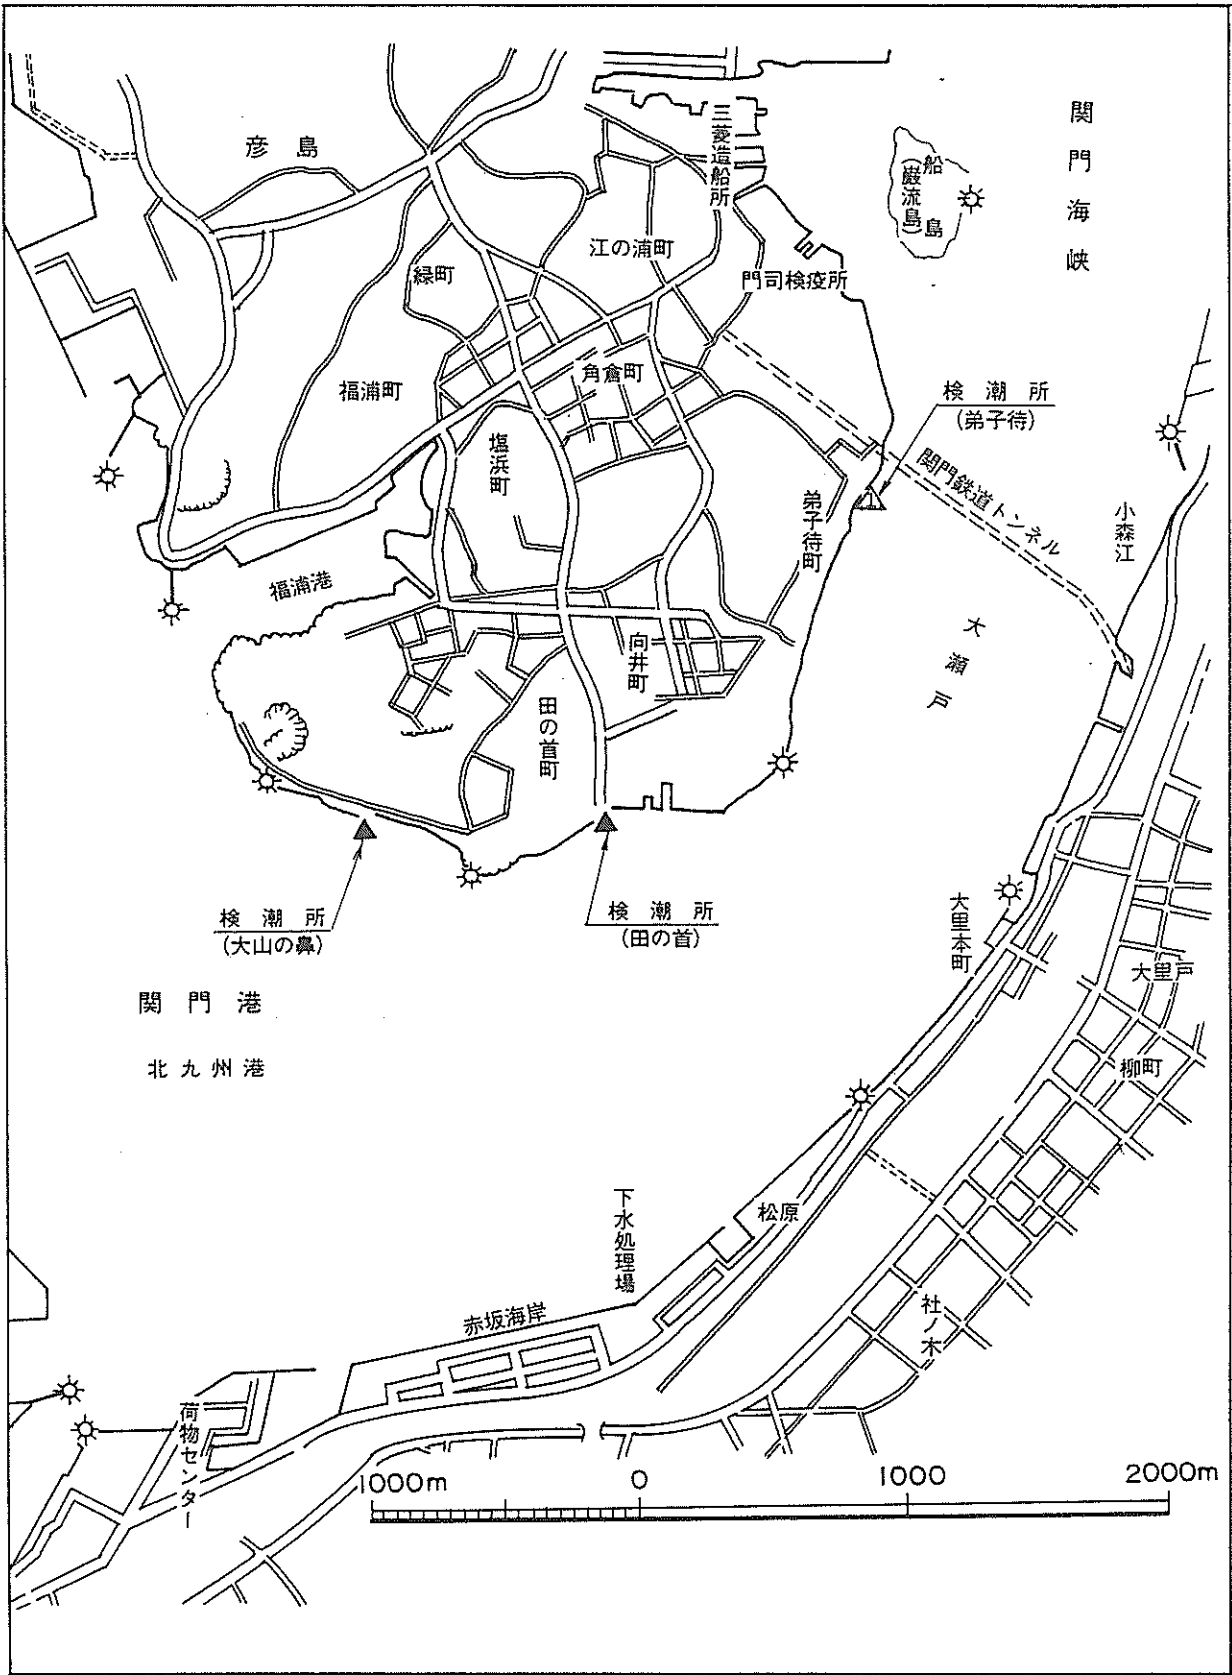 関門海峡
彦島
三菱造船所
船島
(巌流島)
江の浦町
緑町
門司検疫所
福浦町
角倉町
検潮所
(弟子待)
塩浜町
関門鉄道トンネル
弟子待町
小森江
福浦港
大瀬戸
向井町
田の首町
検潮所
(大山の鼻)
検潮所
(田の首)
大里本町
大里戸
関門港
北九州港
柳町
下水処理場
松原
社ノ木
赤坂海岸
荷物センター
1000m 0 1000 2000m